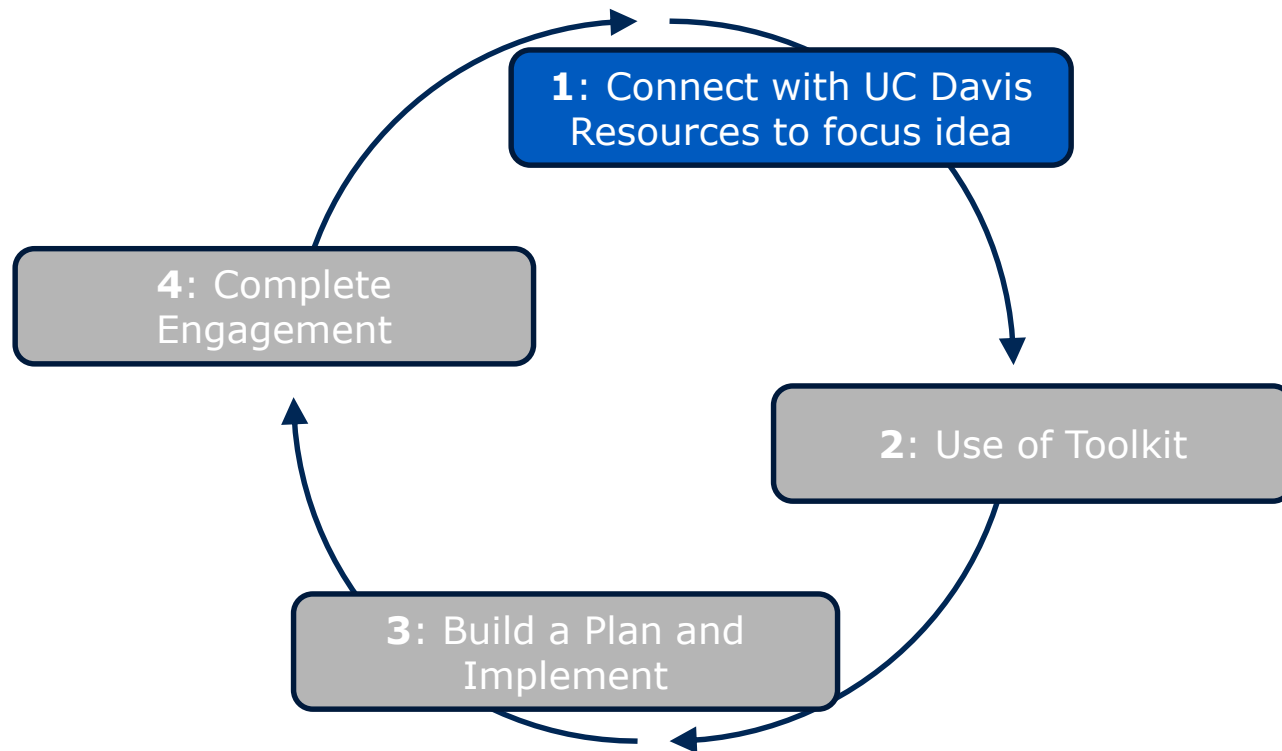 1: Connect with UC Davis
Resources to focus idea
2: Use of Toolkit
3: Build a Plan and
Implement
4: Complete
Engagement